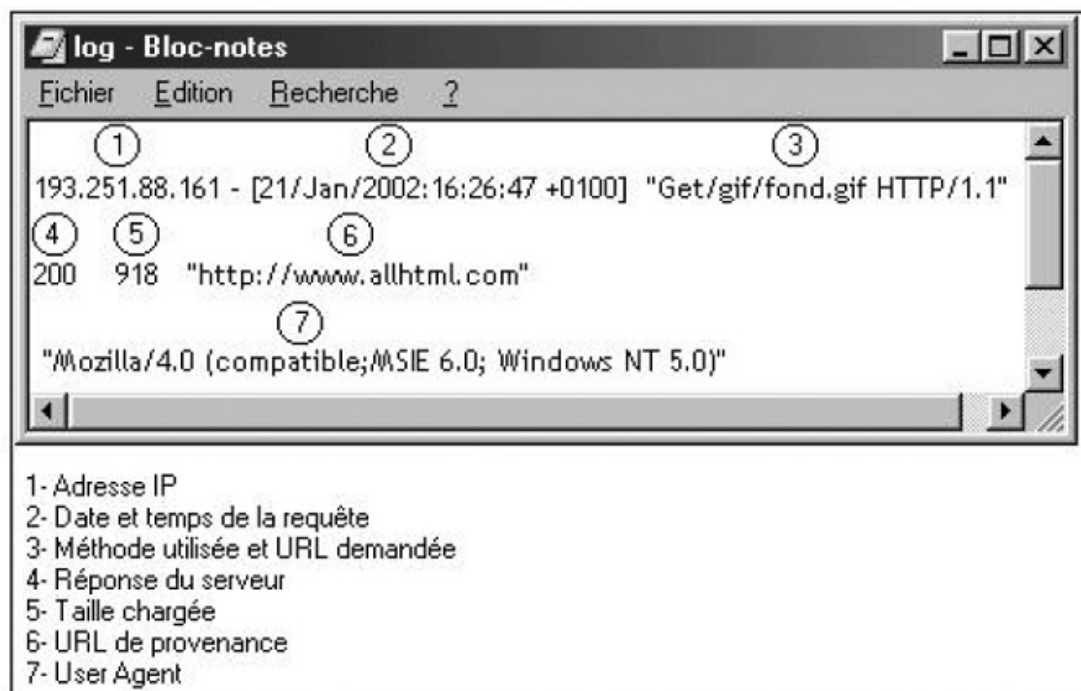 log - Bloc-notes
Fichier Edition Recherche ?
1 2 3
193.251.88.161 - [21/Jan/2002:16:26:47 +0100] "Get/gif/fond.gif HTTP/1.1"
4 5 6
200 918 "http://www.allhtml.com"
7
"Mozilla/4.0 (compatible;MSIE 6.0; Windows NT 5.0)"
1- Adresse IP
2- Date et temps de la requête
3- Méthode utilisée et URL demandée
4- Réponse du serveur
5- Taille chargée
6- URL de provenance
7- User Agent